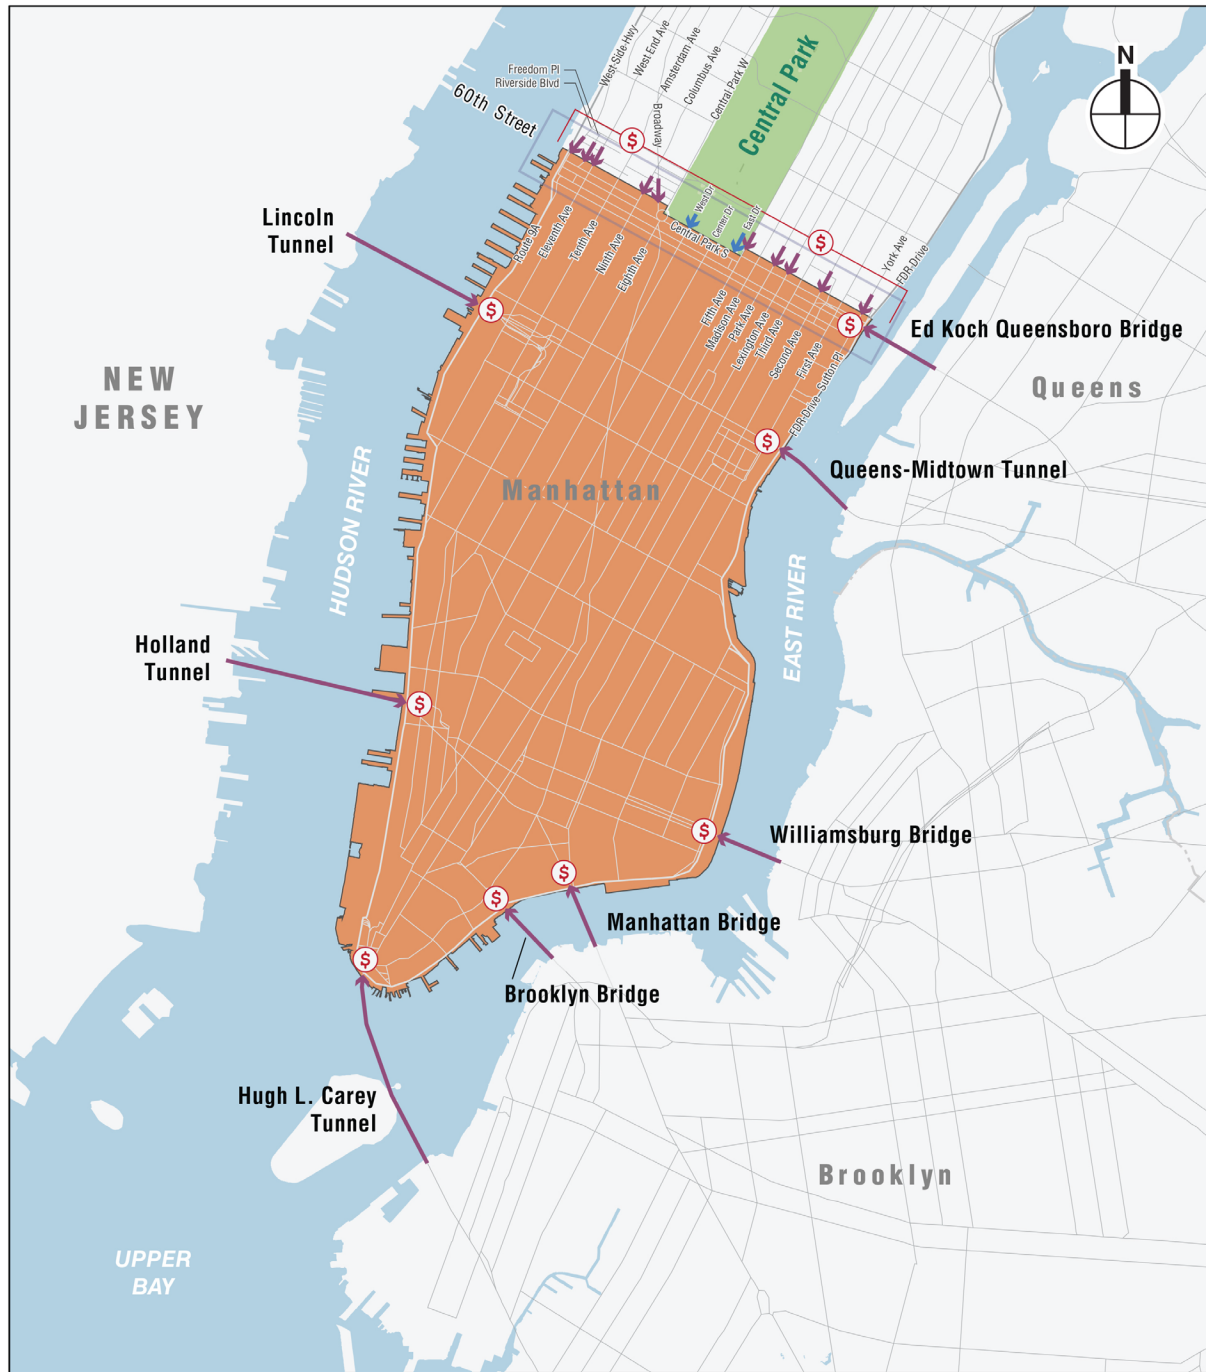 West-Side-Hwy
West End Ave
Amsterdam Ave
Columbus Ave
Central Park W
Central Park
N
Freedom Pl
Riverside Blvd
60th Street
Broadway
$
$
West Dr
Center Dr
East Dr
Central Park S
York Ave
FDR-Drive
Lincoln
Tunnel
$
Route 9A
Eleventh Ave
Tenth Ave
Ninth Ave
Eighth Ave
Fifth Ave
Madison Ave
Park Ave
Lexington Ave
Third Ave
Second Ave
First Ave
FDR-Drive-Sutton Pl
$
Ed Koch Queensboro Bridge
NEW
JERSEY
Queens
$
Queens-Midtown Tunnel
Manhattan
HUDSON RIVER
EAST RIVER
Holland
Tunnel
$
$
Williamsburg Bridge
$
Manhattan Bridge
$
Brooklyn Bridge
$
Hugh L. Carey
Tunnel
Brooklyn
UPPER
BAY